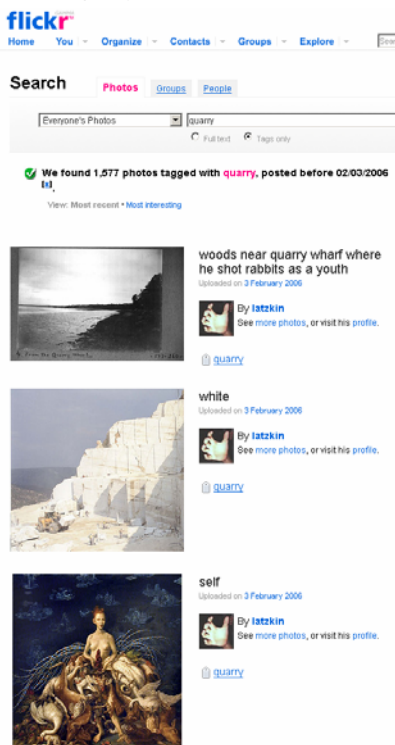 flickr
Home You Organize Contacts Groups Explore
Search Photos Groups People
Everyone's Photos quarry
Full text Tags only
We found 1,577 photos tagged with quarry, posted before 02/03/2006
View: Most recent • Most interesting
woods near quarry wharf where
he shot rabbits as a youth
Uploaded on 3 February 2006
By latzkin
See more photos, or visit his profile.
quarry
white
Uploaded on 3 February 2006
By latzkin
See more photos, or visit his profile.
quarry
self
Uploaded on 3 February 2006
By latzkin
See more photos, or visit his profile.
quarry